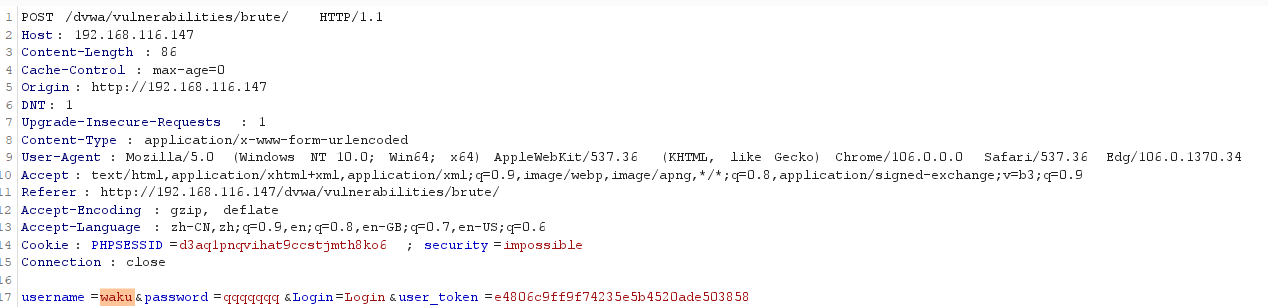 1 POST /dvwa/vulnerabilities/brute/ HTTP/1.1
2 Host: 192.168.116.147
3 Content-Length : 86
4 Cache-Control : max-age=0
5 Origin : http://192.168.116.147
6 DNT: 1
7 Upgrade-Insecure-Requests : 1
8 Content-Type : application/x-www-form-urlencoded
9 User-Agent : Mozilla/5.0 (Windows NT 10.0; Win64; x64) AppleWebKit/537.36 (KHTML, like Gecko) Chrome/106.0.0.0 Safari/537.36 Edg/106.0.1370.34
10 Accept : text/html,application/xhtml+xml,application/xml;q=0.9,image/webp,image/apng,*/*;q=0.8,application/signed-exchange;v=b3;q=0.9
11 Referer : http://192.168.116.147/dvwa/vulnerabilities/brute/
12 Accept-Encoding : gzip, deflate
13 Accept-Language : zh-CN,zh;q=0.9,en;q=0.8,en-GB;q=0.7,en-US;q=0.6
14 Cookie : PHPSESSID =d3aq1pnqvihat9ccstjmth8ko6 ; security =impossible
15 Connection : close
16
17 username =waku&password =qqqqqqq &Login=Login &user_token =e4806c9ff9f74235e5b4520ade503858